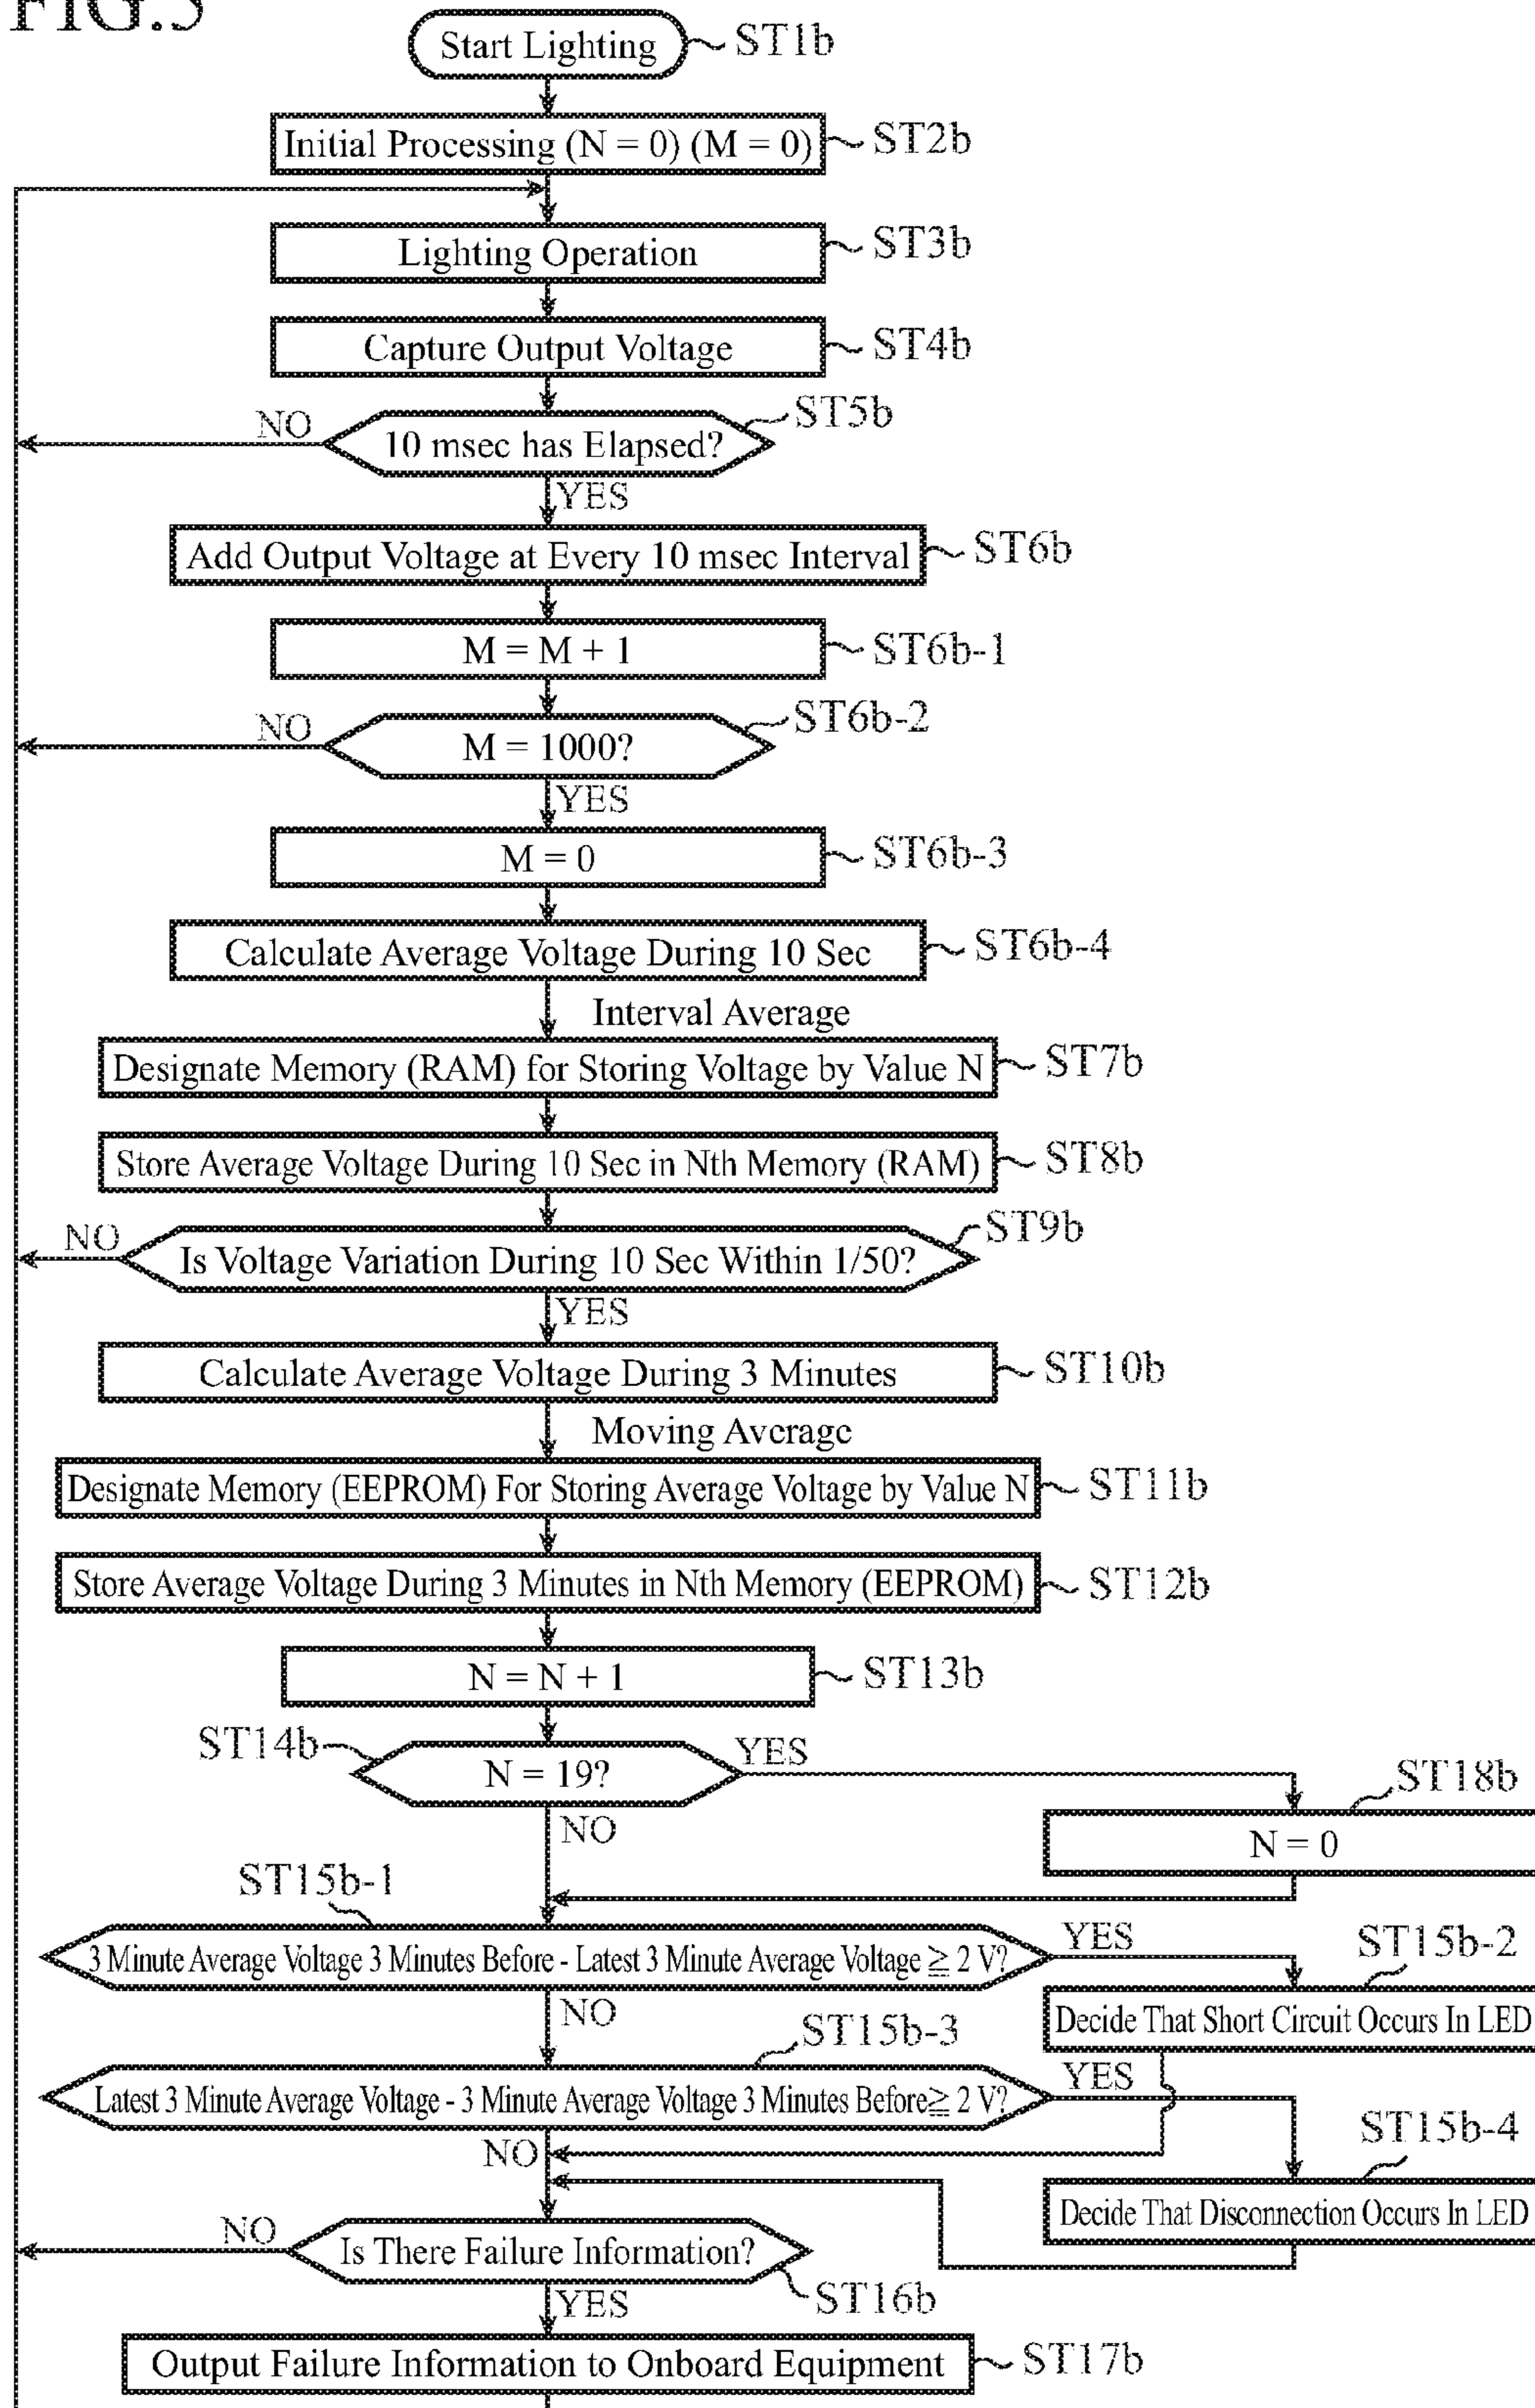 FIG.5
Start Lighting
ST1b
Initial Processing (N = 0) (M = 0)
ST2b
Lighting Operation
ST3b
Capture Output Voltage
ST4b
10 msec has Elapsed?
ST5b
NO
YES
Add Output Voltage at Every 10 msec Interval
ST6b
M = M + 1
ST6b-1
M = 1000?
ST6b-2
NO
YES
M = 0
ST6b-3
Calculate Average Voltage During 10 Sec
ST6b-4
Interval Average
Designate Memory (RAM) for Storing Voltage by Value N
ST7b
Store Average Voltage During 10 Sec in Nth Memory (RAM)
ST8b
Is Voltage Variation During 10 Sec Within 1/50?
ST9b
NO
YES
Calculate Average Voltage During 3 Minutes
ST10b
Moving Average
Designate Memory (EEPROM) For Storing Average Voltage by Value N
ST11b
Store Average Voltage During 3 Minutes in Nth Memory (EEPROM)
ST12b
N = N + 1
ST13b
ST14b
N = 19?
YES
NO
ST18b
N = 0
ST15b-1
3 Minute Average Voltage 3 Minutes Before - Latest 3 Minute Average Voltage ≧ 2 V?
YES
NO
ST15b-2
Decide That Short Circuit Occurs In LED
ST15b-3
Latest 3 Minute Average Voltage - 3 Minute Average Voltage 3 Minutes Before≧ 2 V?
YES
NO
ST15b-4
Decide That Disconnection Occurs In LED
Is There Failure Information?
NO
ST16b
YES
Output Failure Information to Onboard Equipment
ST17b